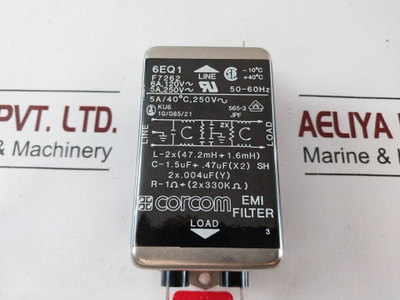 6EQ1
F7262
6A,120V~
5A,250V~
LINE
-10°C
+40°C
50-60Hz
5A/40°C,250V~
KU6
10/085/21
565-3
JPF
LINE
LOAD
2X
C
C
L-2x(47.2mH+1.6mH)
C-1.5uF+.47uF(X2) SH
2x.004uF(Y)
R-1Ω+(2x330KΩ)
corcom EMI
FILTER
LOAD
3
PVT. LTD.
& Machinery
AELIYA
Marine &